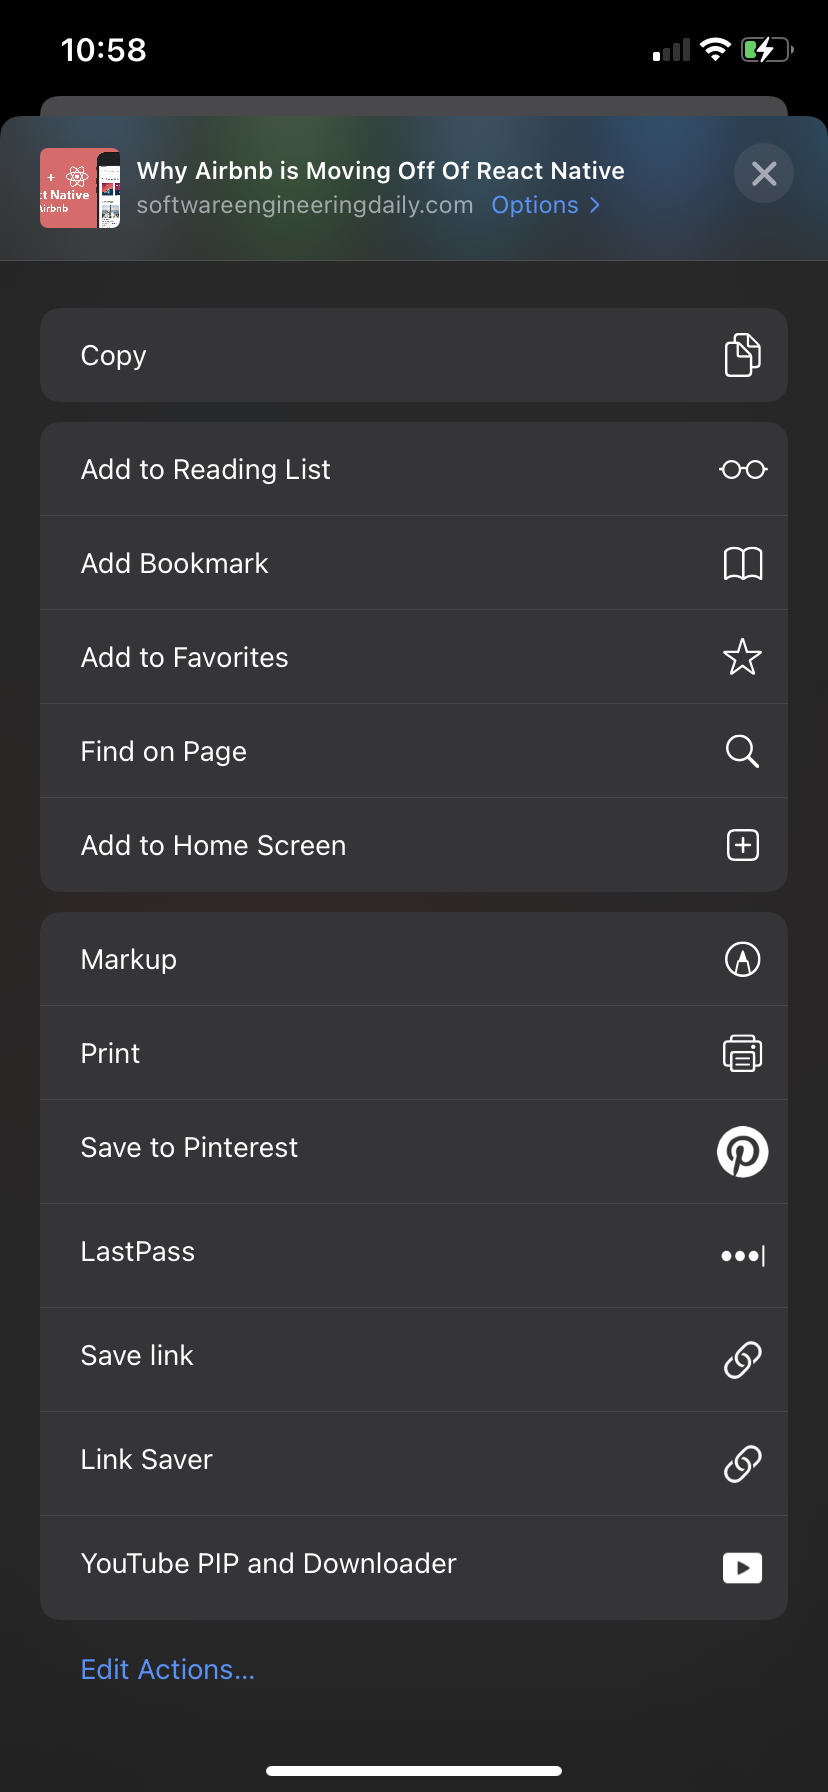 10:58
+
ct Native
Airbnb
Why Airbnb is Moving Off Of React Native
softwareengineeringdaily.com Options >
Copy
Add to Reading List
Add Bookmark
Add to Favorites
Find on Page
Add to Home Screen
Markup
Print
Save to Pinterest
LastPass
Save link
Link Saver
YouTube PIP and Downloader
Edit Actions...